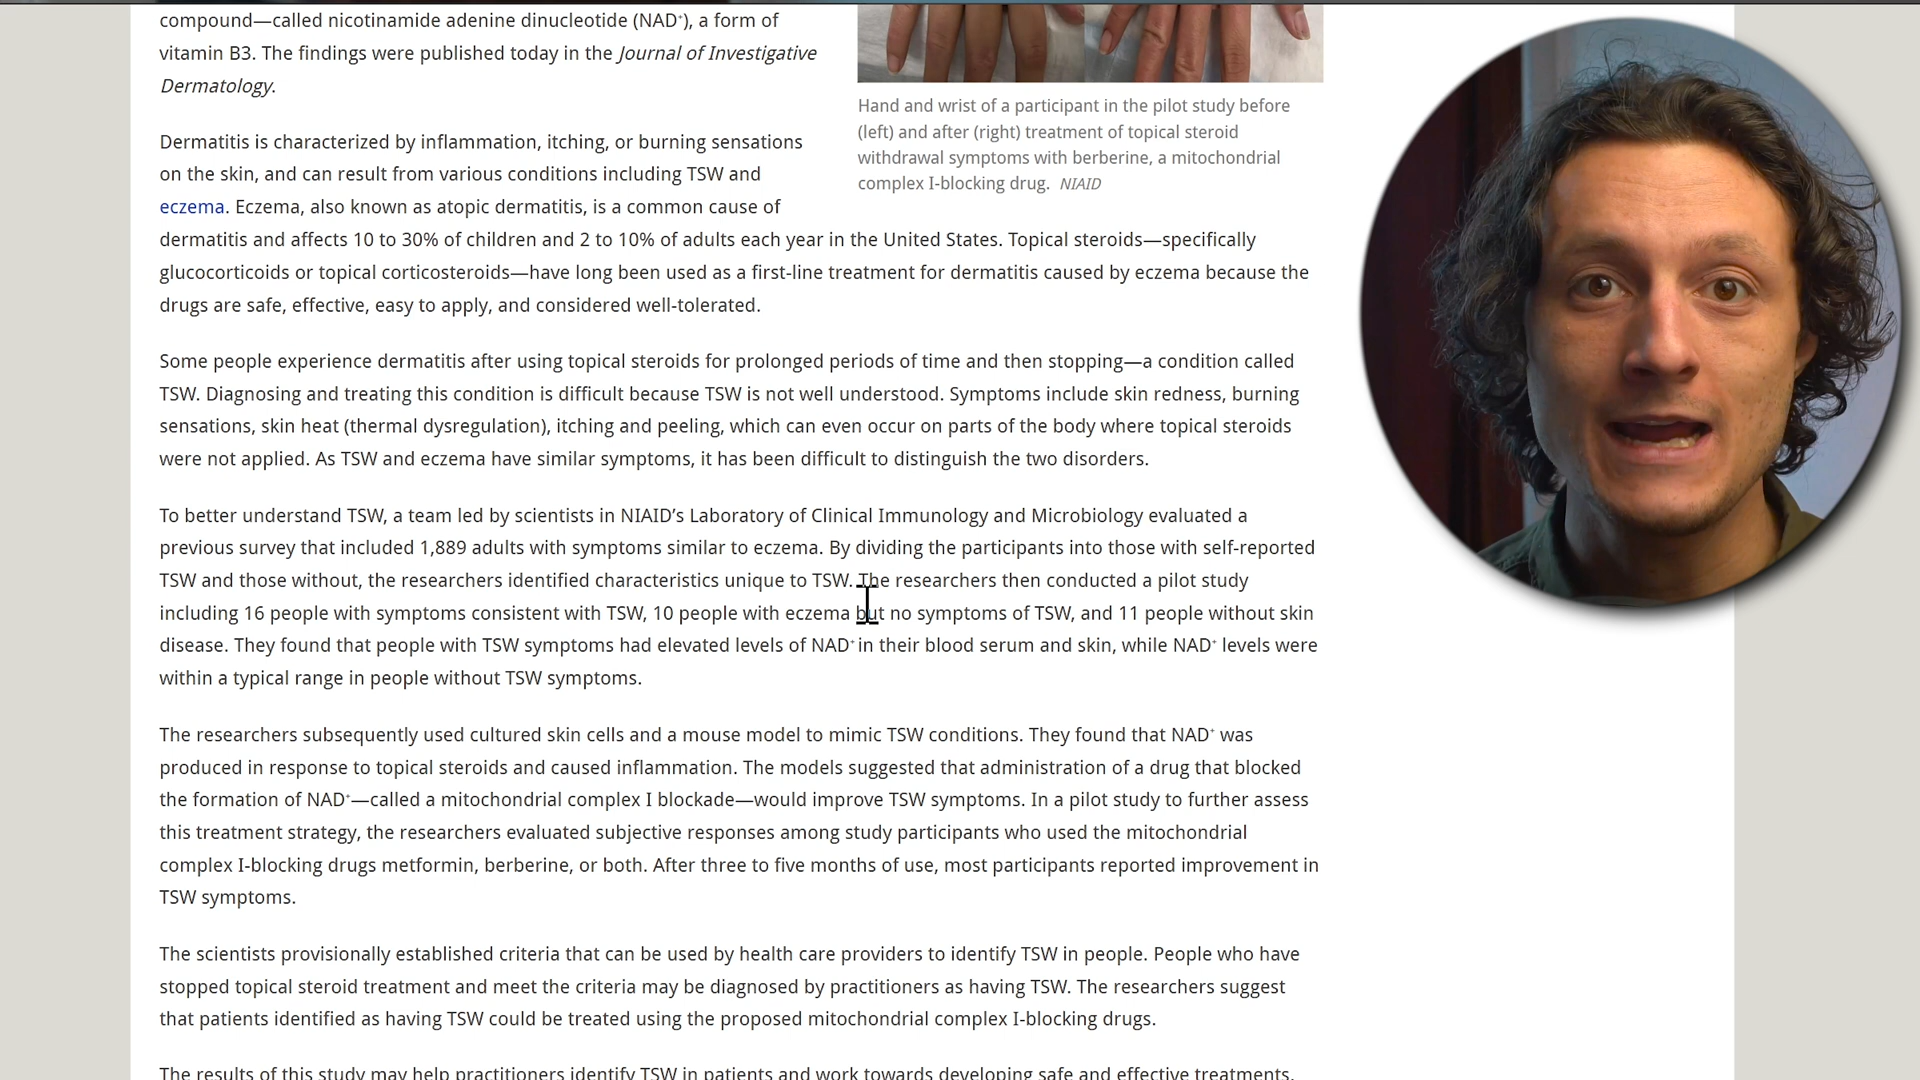 compound—called nicotinamide adenine dinucleotide (NAD⁺), a form of
vitamin B3. The findings were published today in the Journal of Investigative
Dermatology.
Hand and wrist of a participant in the pilot study before
(left) and after (right) treatment of topical steroid
withdrawal symptoms with berberine, a mitochondrial
complex I-blocking drug. NIAID
Dermatitis is characterized by inflammation, itching, or burning sensations
on the skin, and can result from various conditions including TSW and
eczema. Eczema, also known as atopic dermatitis, is a common cause of
dermatitis and affects 10 to 30% of children and 2 to 10% of adults each year in the United States. Topical steroids—specifically
glucocorticoids or topical corticosteroids—have long been used as a first-line treatment for dermatitis caused by eczema because the
drugs are safe, effective, easy to apply, and considered well-tolerated.
Some people experience dermatitis after using topical steroids for prolonged periods of time and then stopping—a condition called
TSW. Diagnosing and treating this condition is difficult because TSW is not well understood. Symptoms include skin redness, burning
sensations, skin heat (thermal dysregulation), itching and peeling, which can even occur on parts of the body where topical steroids
were not applied. As TSW and eczema have similar symptoms, it has been difficult to distinguish the two disorders.
To better understand TSW, a team led by scientists in NIAID’s Laboratory of Clinical Immunology and Microbiology evaluated a
previous survey that included 1,889 adults with symptoms similar to eczema. By dividing the participants into those with self-reported
TSW and those without, the researchers identified characteristics unique to TSW. The researchers then conducted a pilot study
including 16 people with symptoms consistent with TSW, 10 people with eczema but no symptoms of TSW, and 11 people without skin
disease. They found that people with TSW symptoms had elevated levels of NAD⁺ in their blood serum and skin, while NAD⁺ levels were
within a typical range in people without TSW symptoms.
The researchers subsequently used cultured skin cells and a mouse model to mimic TSW conditions. They found that NAD⁺ was
produced in response to topical steroids and caused inflammation. The models suggested that administration of a drug that blocked
the formation of NAD⁺—called a mitochondrial complex I blockade—would improve TSW symptoms. In a pilot study to further assess
this treatment strategy, the researchers evaluated subjective responses among study participants who used the mitochondrial
complex I-blocking drugs metformin, berberine, or both. After three to five months of use, most participants reported improvement in
TSW symptoms.
The scientists provisionally established criteria that can be used by health care providers to identify TSW in people. People who have
stopped topical steroid treatment and meet the criteria may be diagnosed by practitioners as having TSW. The researchers suggest
that patients identified as having TSW could be treated using the proposed mitochondrial complex I-blocking drugs.
The results of this study may help practitioners identify TSW in patients and work towards developing safe and effective treatments.